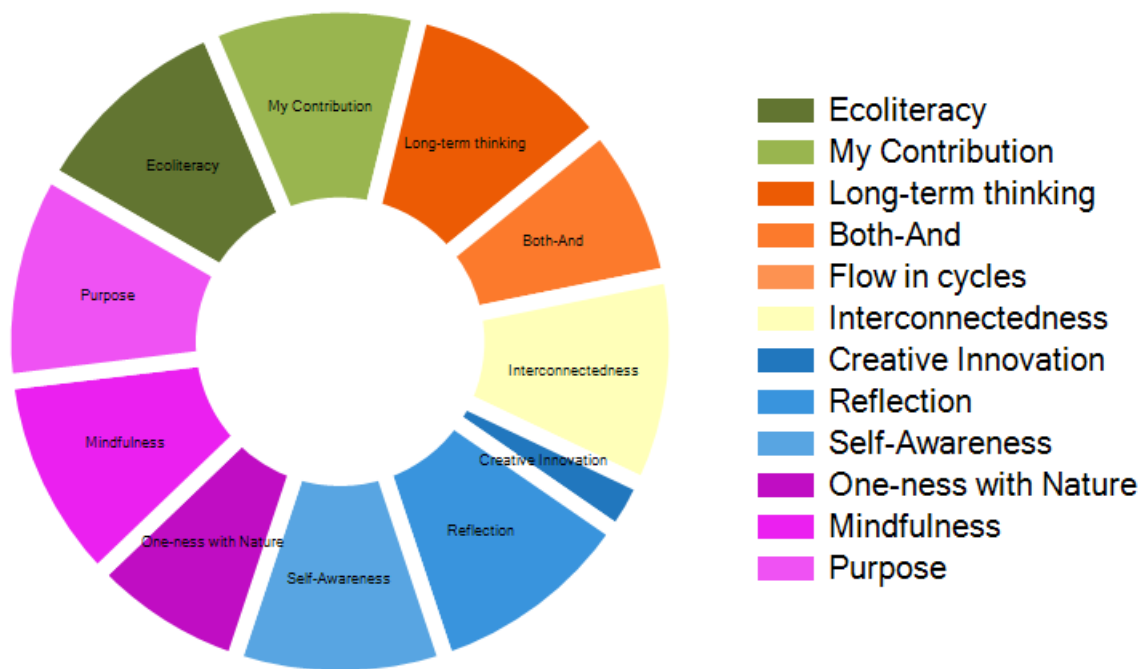 My Contribution
Long-term thinking
Ecoliteracy
Both-And
Purpose
Interconnectedness
Mindfulness
Creative Innovation
Reflection
One-ness with Nature
Self-Awareness
Ecoliteracy
My Contribution
Long-term thinking
Both-And
Flow in cycles
Interconnectedness
Creative Innovation
Reflection
Self-Awareness
One-ness with Nature
Mindfulness
Purpose